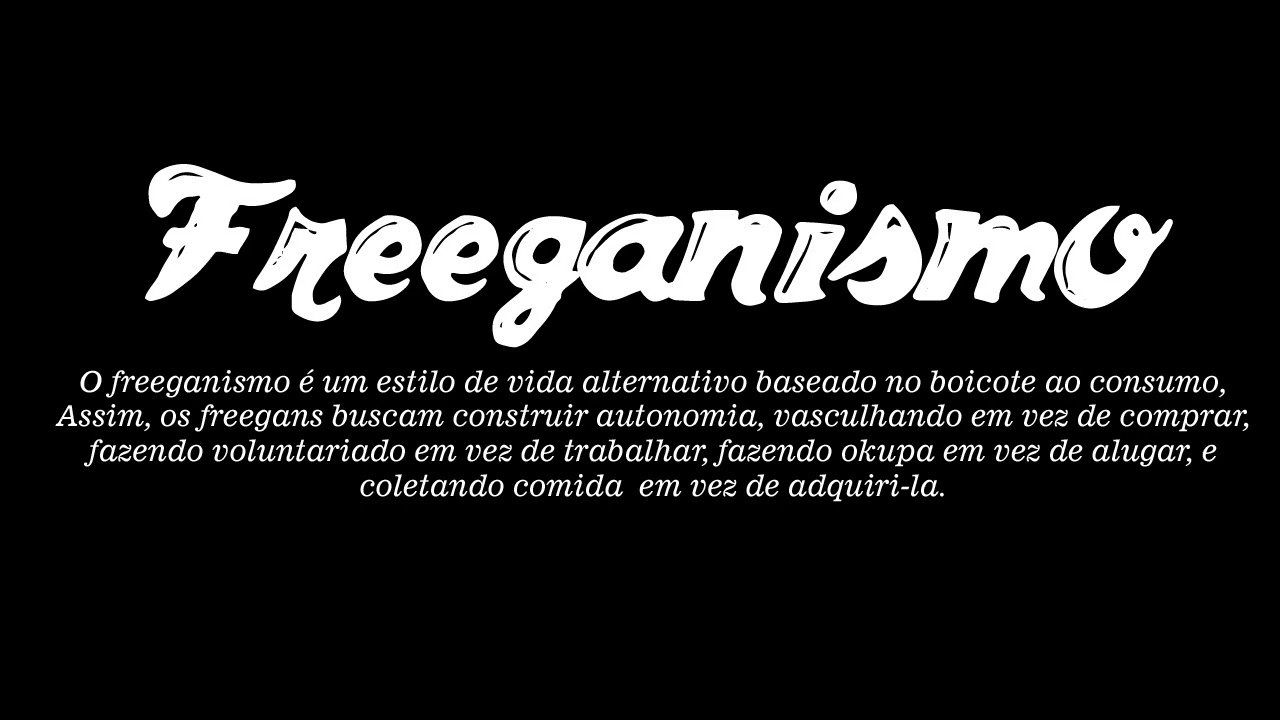 Freeganismo
O freeganismo é um estilo de vida alternativo baseado no boicote ao consumo,
Assim, os freegans buscam construir autonomia, vasculhando em vez de comprar,
fazendo voluntariado em vez de trabalhar, fazendo okupa em vez de alugar, e
coletando comida  em vez de adquiri-la.